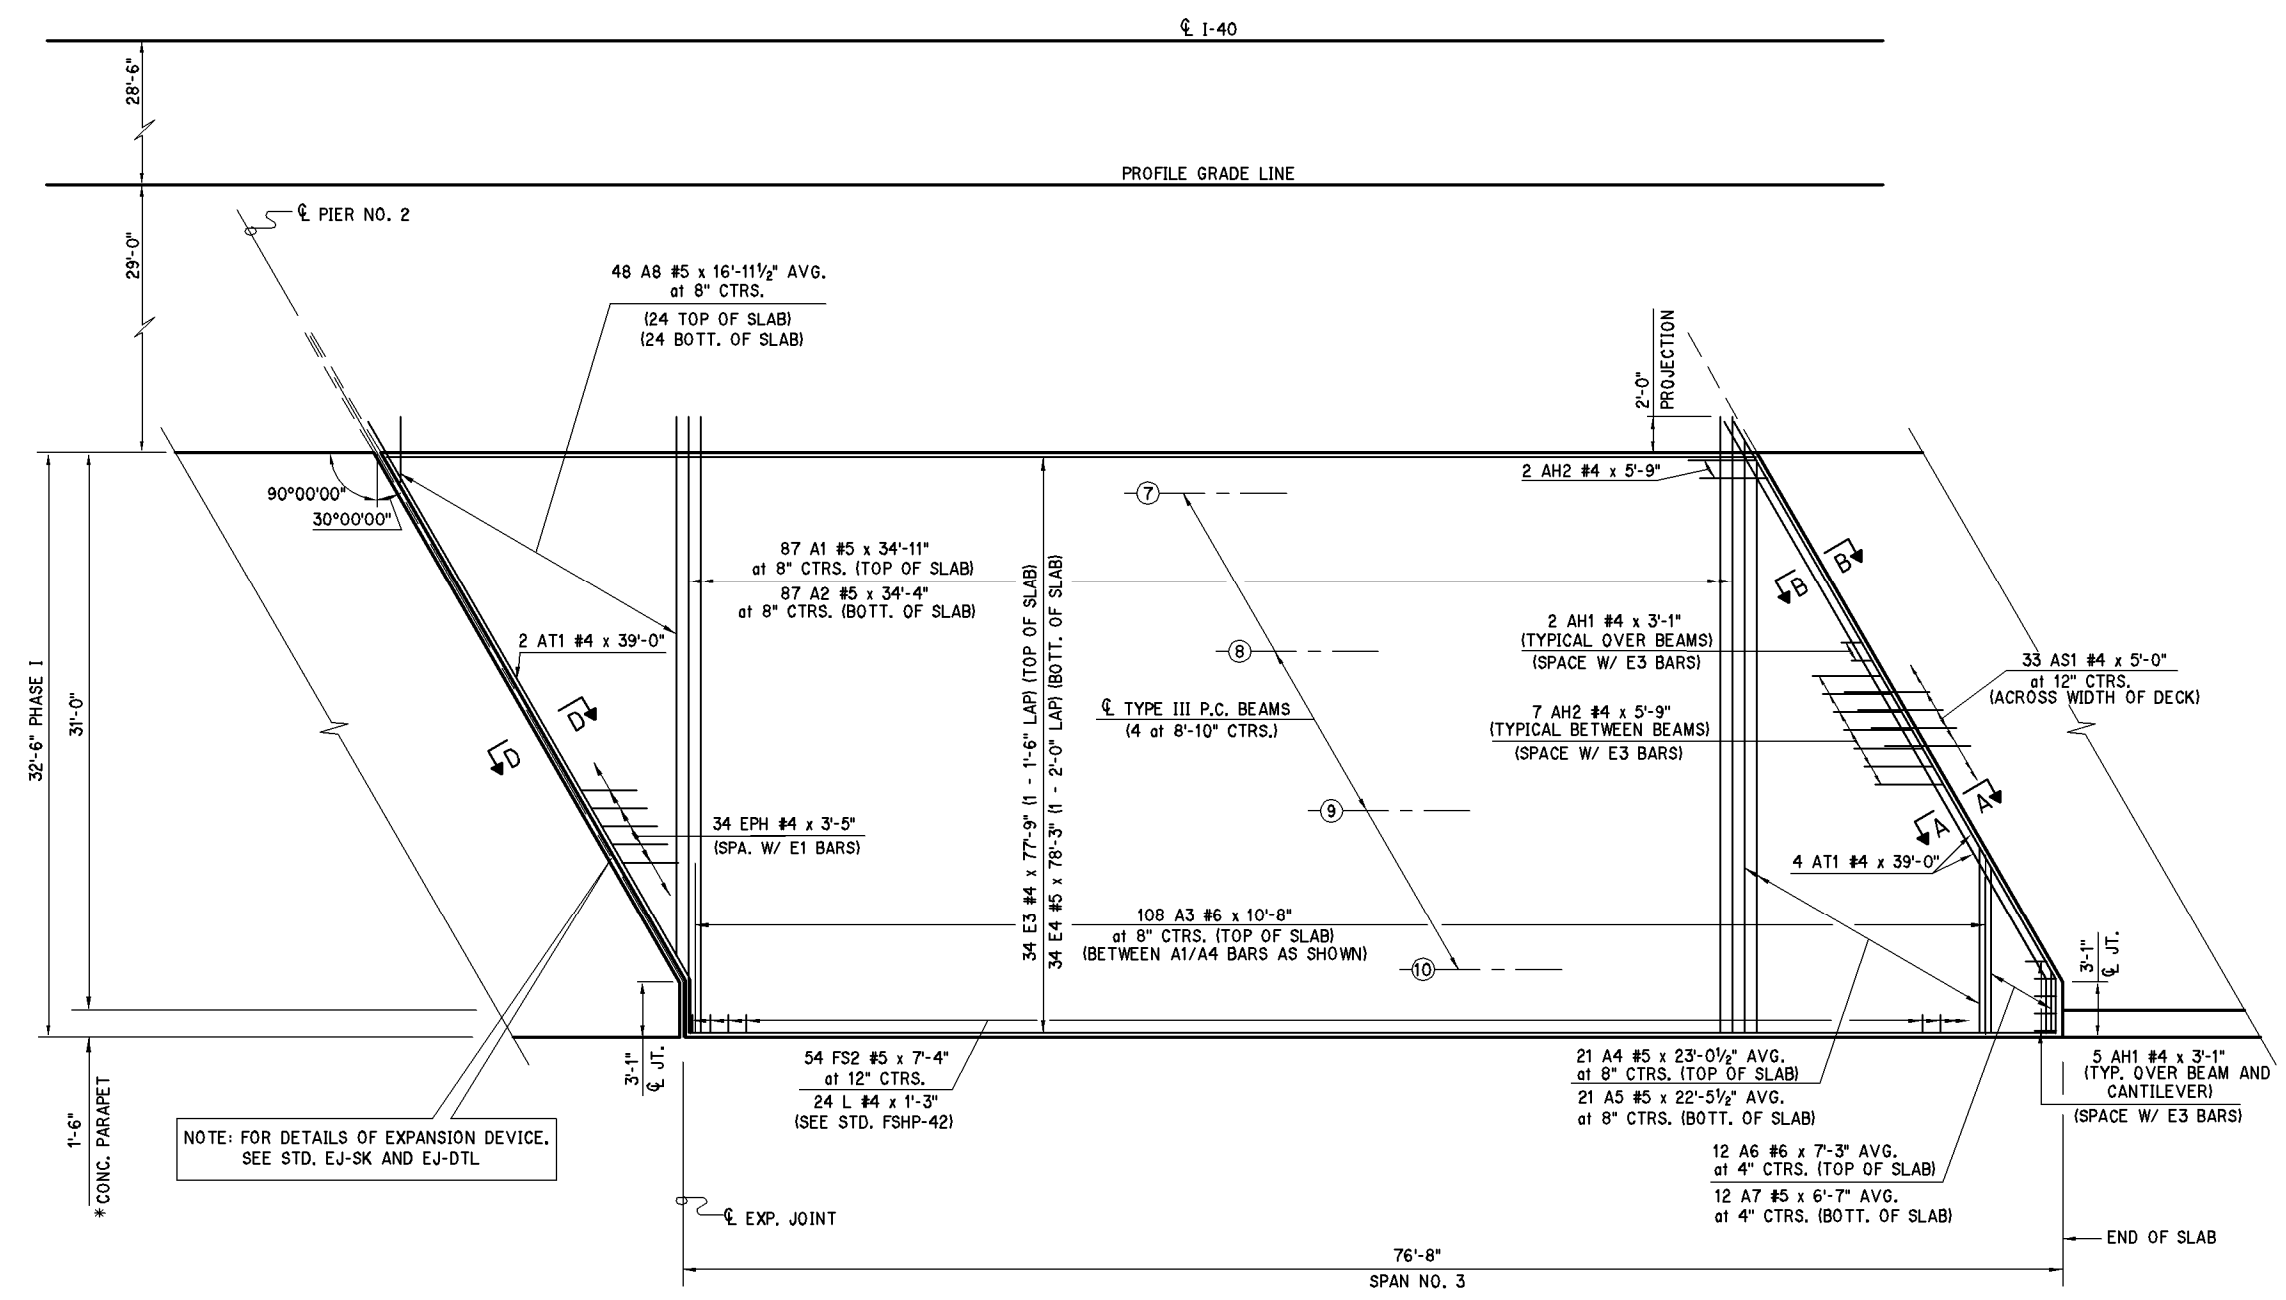 ℄ I-40
28'-6"
PROFILE GRADE LINE
℄ PIER NO. 2
29'-0"
48 A8 #5 x 16'-11½" AVG.
at 8" CTRS.
(24 TOP OF SLAB)
(24 BOTT. OF SLAB)
2'-0"
PROJECTION
2 AH2 #4 x 5'-9"
7
90°00'00"
30°00'00"
87 A1 #5 x 34'-11"
at 8" CTRS. (TOP OF SLAB)
87 A2 #5 x 34'-4"
at 8" CTRS. (BOTT. OF SLAB)
B
B
2 AT1 #4 x 39'-0"
34 E3 #4 x 77'-9" (1 - 1'-6" LAP) (TOP OF SLAB)
34 E4 #5 x 78'-3" (1 - 2'-0" LAP) (BOTT. OF SLAB)
8
2 AH1 #4 x 3'-1"
(TYPICAL OVER BEAMS)
(SPACE W/ E3 BARS)
33 AS1 #4 x 5'-0"
at 12" CTRS.
(ACROSS WIDTH OF DECK)
32'-6" PHASE I
31'-0"
D
D
℄ TYPE III P.C. BEAMS
(4 at 8'-10" CTRS.)
7 AH2 #4 x 5'-9"
(TYPICAL BETWEEN BEAMS)
(SPACE W/ E3 BARS)
9
A
A
34 EPH #4 x 3'-5"
(SPA. W/ E1 BARS)
4 AT1 #4 x 39'-0"
108 A3 #6 x 10'-8"
at 8" CTRS. (TOP OF SLAB)
(BETWEEN A1/A4 BARS AS SHOWN)
10
3'-1"
℄ JT.
3'-1"
℄ JT.
54 FS2 #5 x 7'-4"
at 12" CTRS.
24 L #4 x 1'-3"
(SEE STD. FSHP-42)
21 A4 #5 x 23'-0½" AVG.
at 8" CTRS. (TOP OF SLAB)
21 A5 #5 x 22'-5½" AVG.
at 8" CTRS. (BOTT. OF SLAB)
5 AH1 #4 x 3'-1"
(TYP. OVER BEAM AND
CANTILEVER)
(SPACE W/ E3 BARS)
1'-6"
*CONC. PARAPET
NOTE: FOR DETAILS OF EXPANSION DEVICE.
SEE STD. EJ-SK AND EJ-DTL
12 A6 #6 x 7'-3" AVG.
at 4" CTRS. (TOP OF SLAB)
12 A7 #5 x 6'-7" AVG.
at 4" CTRS. (BOTT. OF SLAB)
℄ EXP. JOINT
END OF SLAB
76'-8"
SPAN NO. 3